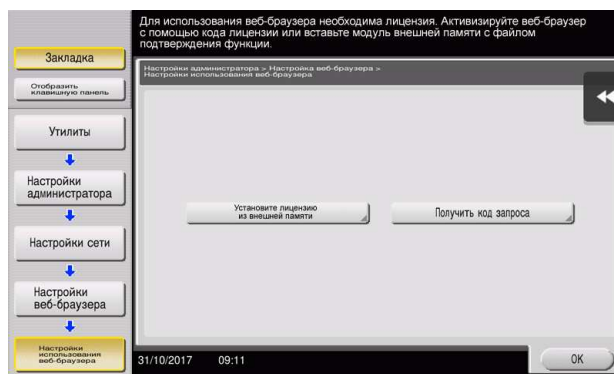 Для использования веб-браузера необходима лицензия. Активизируйте веб-браузер
с помощью кода лицензии или вставьте модуль внешней памяти с файлом
подтверждения функции.
Закладка
Отобразить
клавишную панель
Утилиты
Настройки
администратора
Настройки сети
Настройки
веб-браузера
Настройки
использования
веб-браузера
Настройки администратора > Настройка веб-браузера >
Настройки использования веб-браузера
Установите лицензию
из внешней памяти
Получить код запроса
31/10/2017 09:11
OK